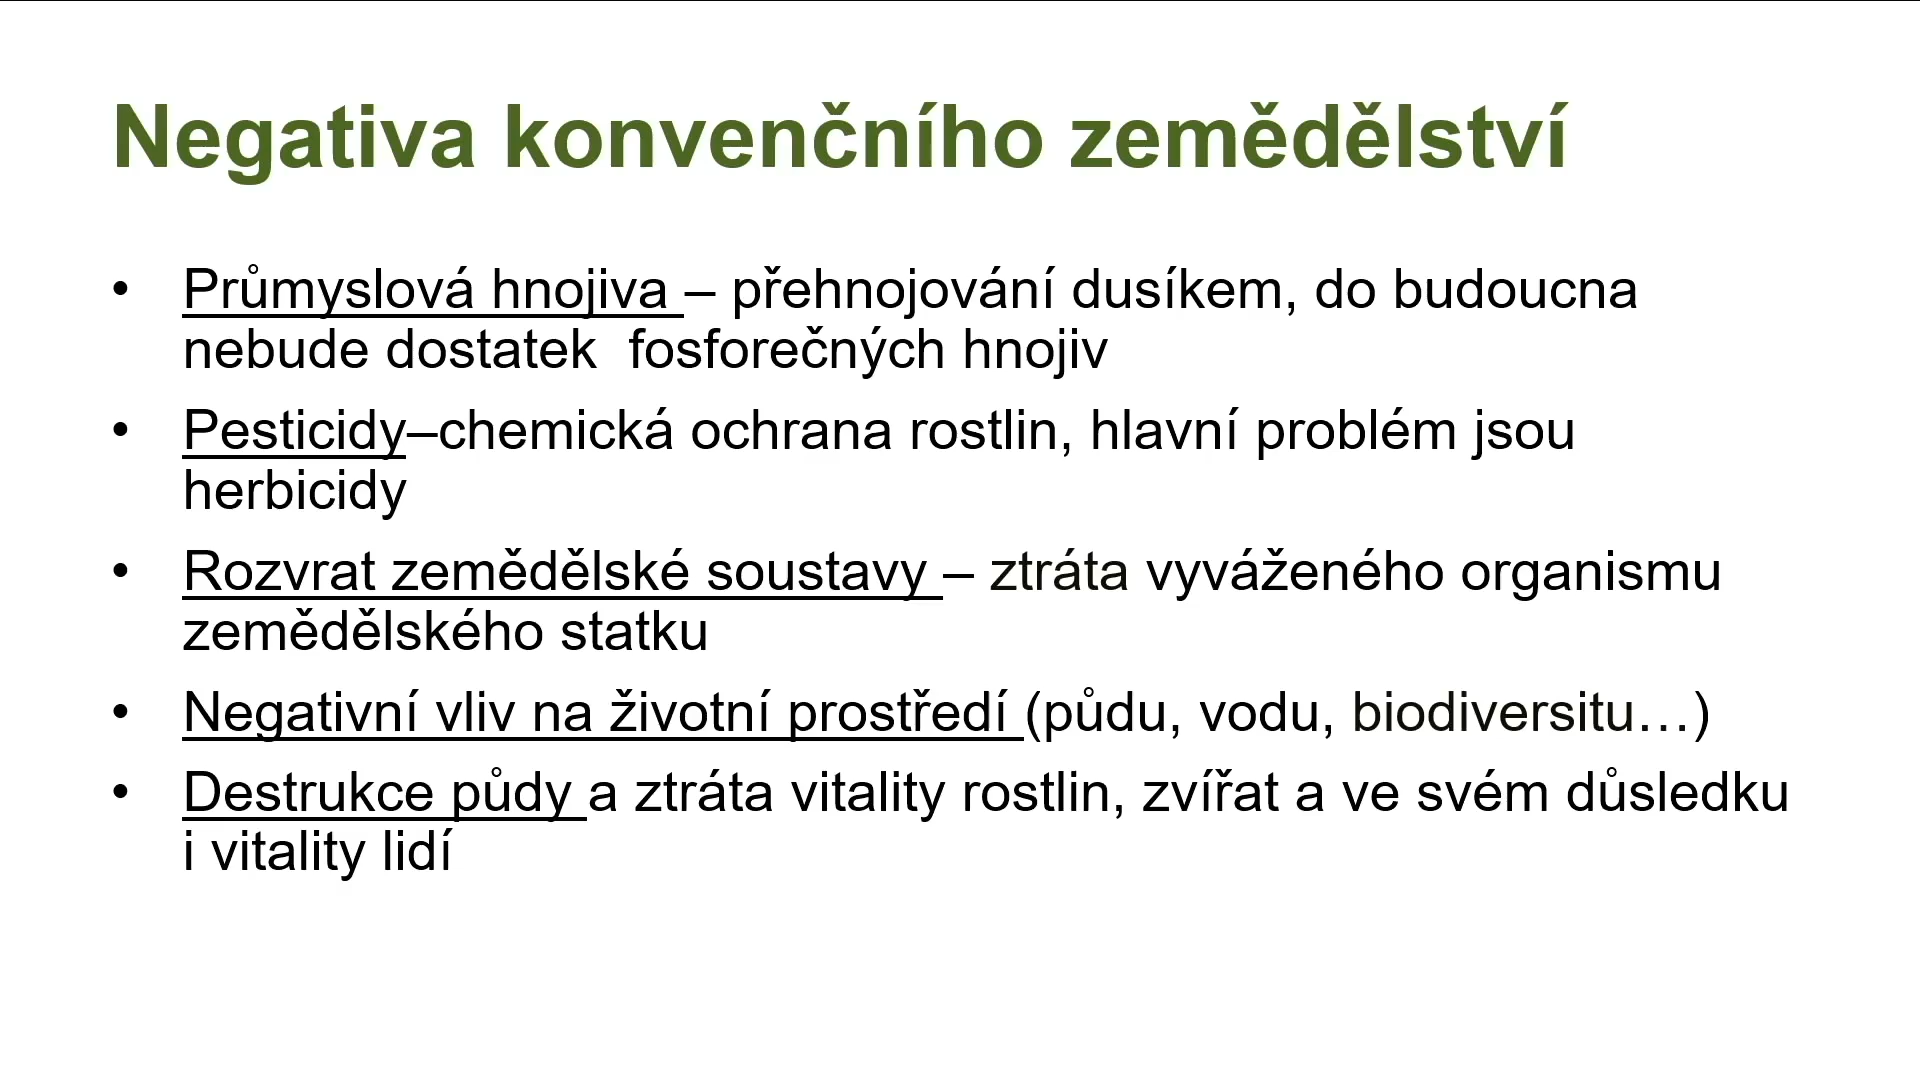 Negativa konvenčního zemědělství
• Průmyslová hnojiva – přehnojování dusíkem, do budoucna
nebude dostatek  fosforečných hnojiv
• Pesticidy–chemická ochrana rostlin, hlavní problém jsou
herbicidy
• Rozvrat zemědělské soustavy – ztráta vyváženého organismu
zemědělského statku
• Negativní vliv na životní prostředí (půdu, vodu, biodiversitu…)
• Destrukce půdy a ztráta vitality rostlin, zvířat a ve svém důsledku
i vitality lidí